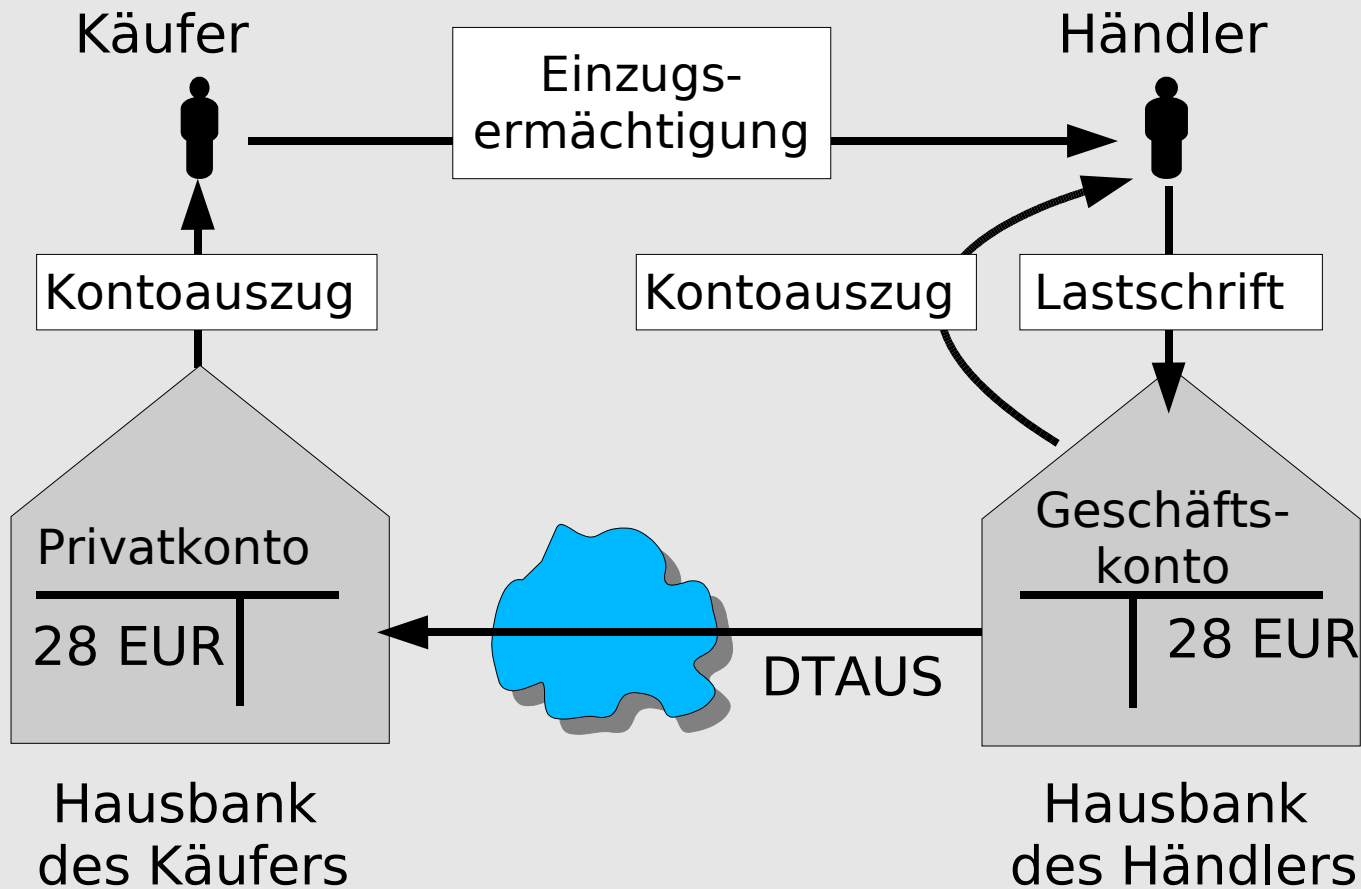 Käufer
Händler
Einzugs-
ermächtigung
Kontoauszug
Kontoauszug
Lastschrift
Privatkonto
28 EUR
DTAUS
Geschäfts-
konto
28 EUR
Hausbank
des Käufers
Hausbank
des Händlers